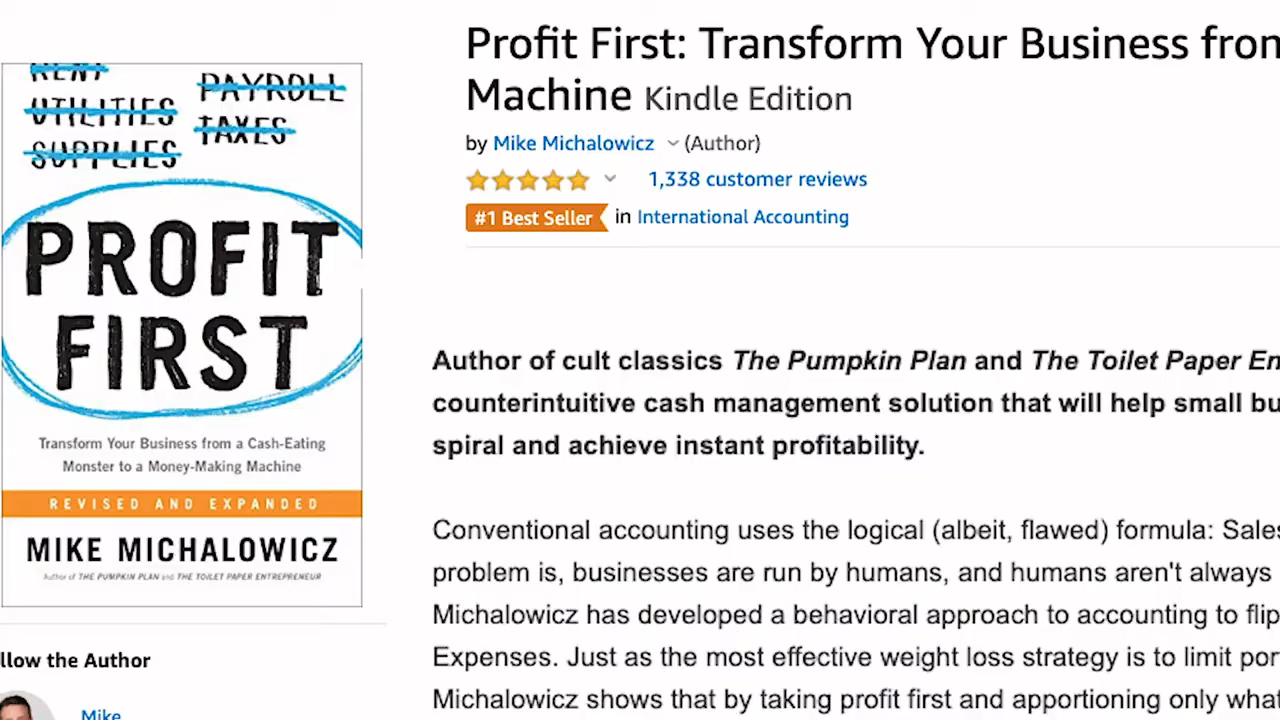 RENT
PAYROLL
UTILITIES
TAXES
SUPPLIES
PROFIT
FIRST
Transform Your Business from a Cash-Eating
Monster to a Money-Making Machine
REVISED AND EXPANDED
MIKE MICHALOWICZ
Author of THE PUMPKIN PLAN and THE TOILET PAPER ENTREPRENEUR
llow the Author
Mike
Profit First: Transform Your Business from
Machine Kindle Edition
by Mike Michalowicz (Author)
1,338 customer reviews
#1 Best Seller in International Accounting
Author of cult classics The Pumpkin Plan and The Toilet Paper En
counterintuitive cash management solution that will help small bu
spiral and achieve instant profitability.
Conventional accounting uses the logical (albeit, flawed) formula: Sales
problem is, businesses are run by humans, and humans aren't always
Michalowicz has developed a behavioral approach to accounting to flip
Expenses. Just as the most effective weight loss strategy is to limit por
Michalowicz shows that by taking profit first and apportioning only what